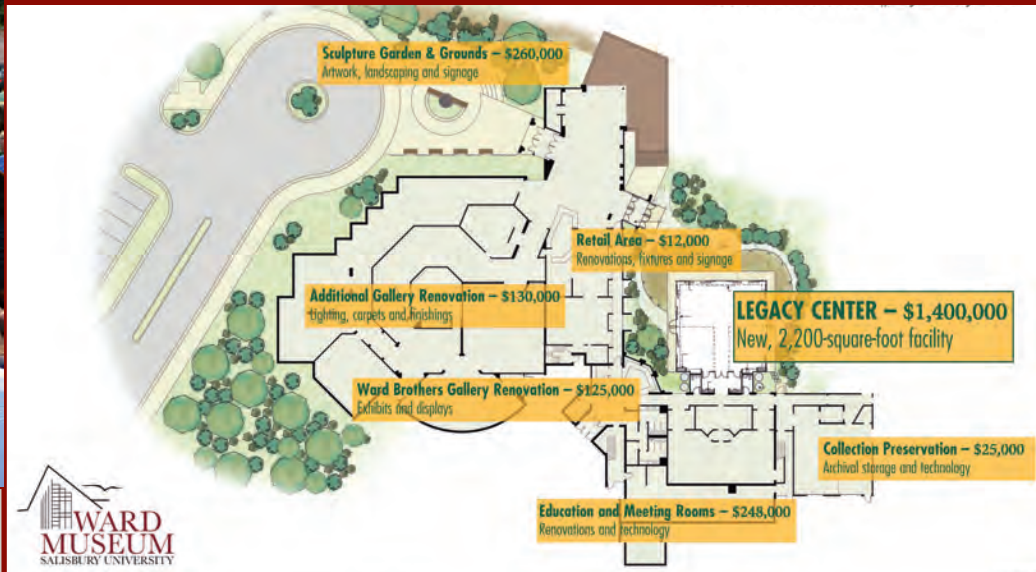 Sculpture Garden & Grounds – $260,000
Artwork, landscaping and signage
Retail Area – $12,000
Renovations, fixtures and signage
Additional Gallery Renovation – $130,000
Lighting, carpets and finishings
LEGACY CENTER – $1,400,000
New, 2,200-square-foot facility
Ward Brothers Gallery Renovation – $125,000
Exhibits and displays
Collection Preservation – $25,000
Archival storage and technology
Education and Meeting Rooms – $248,000
Renovations and technology
WARD
MUSEUM
SALISBURY UNIVERSITY